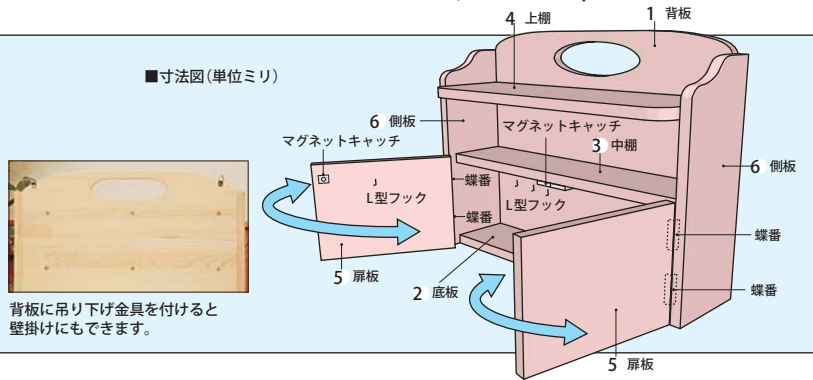 4 上棚
1 背板
■寸法図(単位ミリ)
6 側板
マグネットキャッチ
マグネットキャッチ
3 中棚
6 側板
L型フック
蝶番
L型フック
蝶番
蝶番
2 底板
5 扉板
蝶番
背板に吊り下げ金具を付けると
壁掛けにもできます。
5 扉板